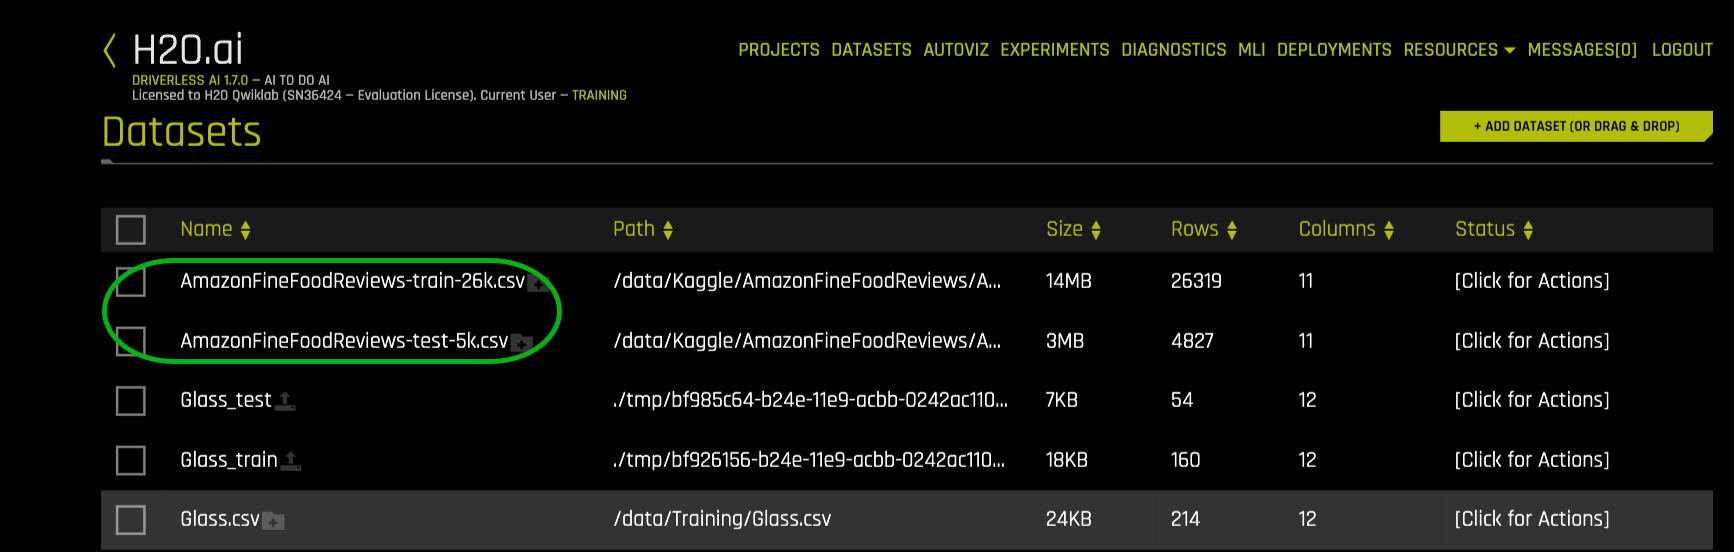 H2O.ai
PROJECTS DATASETS AUTOVIZ EXPERIMENTS DIAGNOSTICS MLI DEPLOYMENTS RESOURCES MESSAGES[0] LOGOUT
DRIVERLESS AI 1.7.0 – AI TO DO AI
Licensed to H2O Qwiklab (SN36424 – Evaluation License). Current User – TRAINING
Datasets
+ ADD DATASET (OR DRAG & DROP)
Name Path Size Rows Columns Status
AmazonFineFoodReviews-train-26k.csv /data/Kaggle/AmazonFineFoodReviews/A... 14MB 26319 11 [Click for Actions]
AmazonFineFoodReviews-test-5k.csv /data/Kaggle/AmazonFineFoodReviews/A... 3MB 4827 11 [Click for Actions]
Glass_test ./tmp/bf985c64-b24e-11e9-acbb-0242ac110... 7KB 54 12 [Click for Actions]
Glass_train ./tmp/bf926156-b24e-11e9-acbb-0242ac110... 18KB 160 12 [Click for Actions]
Glass.csv /data/Training/Glass.csv 24KB 214 12 [Click for Actions]